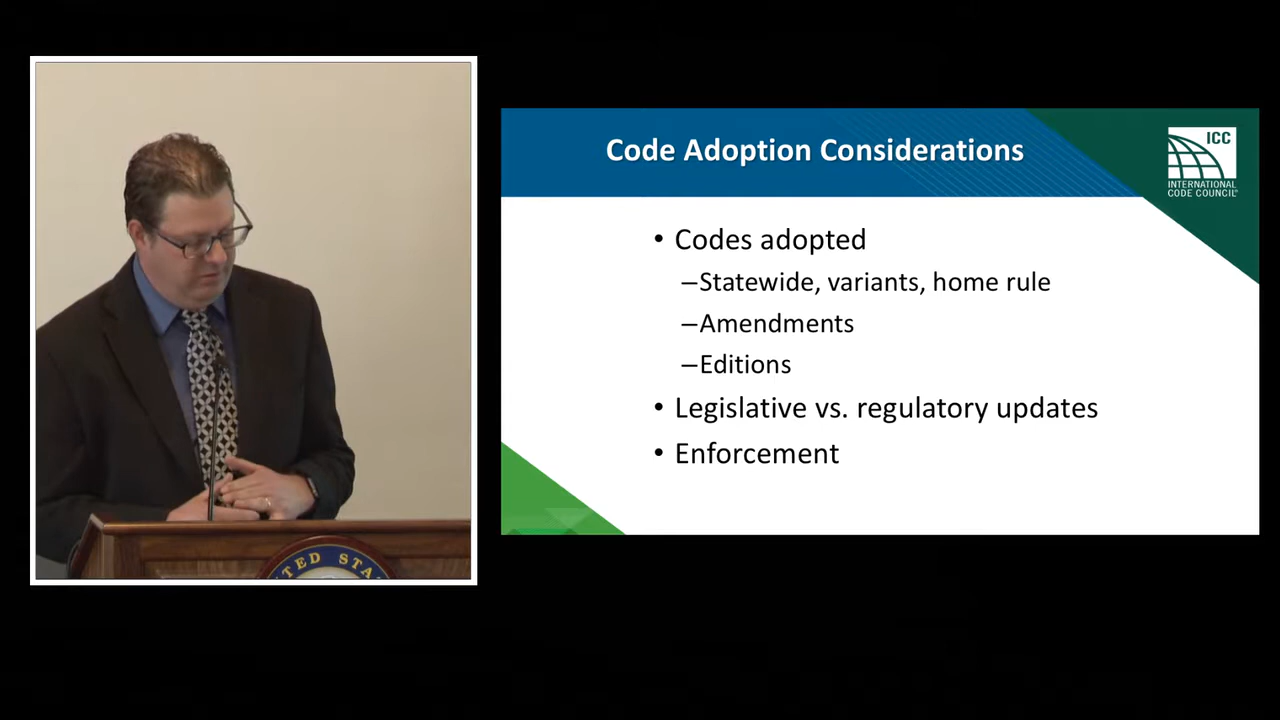 Code Adoption Considerations
ICC
INTERNATIONAL
CODE COUNCIL®
• Codes adopted
–Statewide, variants, home rule
–Amendments
–Editions
• Legislative vs. regulatory updates
• Enforcement
TED STA